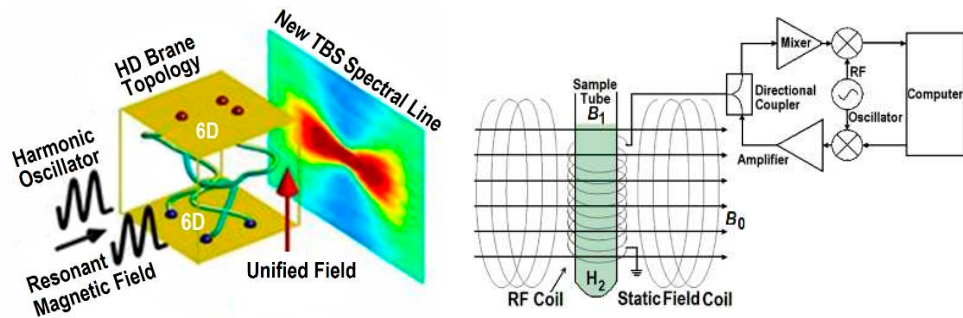 HD Brane
Topology
New TBS Spectral Line
6D
Harmonic
Oscillator
6D
Resonant
Magnetic Field
Unified Field
Mixer
RF
Directional
Coupler
Oscillator
Computer
Amplifier
Sample
Tube
B₁
B₀
H₂
RF Coil
Static Field Coil